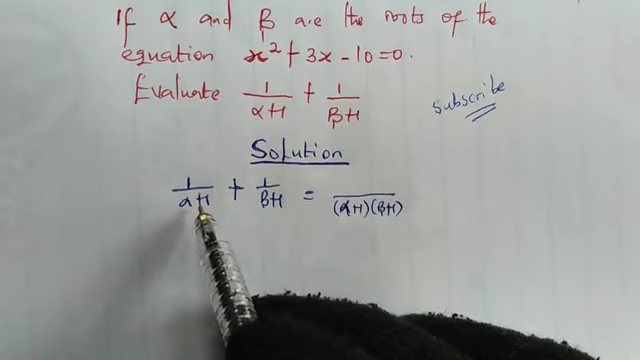 If α and β are the roots of the
equation x² + 3x - 10 = 0.
Evaluate 1/(α+1) + 1/(β+1)
subscribe
Solution
1/(α+1) + 1/(β+1) = /(α+1)(β+1)